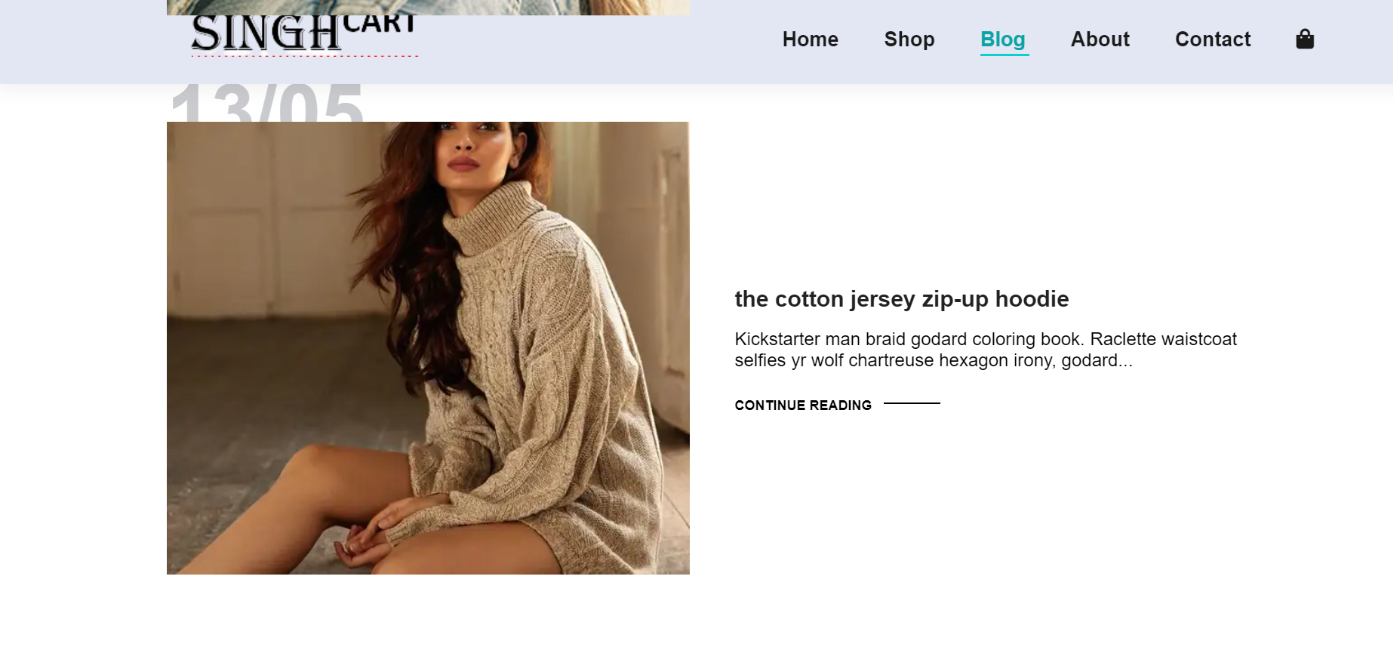 SINGHCART
Home Shop Blog About Contact
13/05
the cotton jersey zip-up hoodie
Kickstarter man braid godard coloring book. Raclette waistcoat
selfies yr wolf chartreuse hexagon irony, godard...
CONTINUE READING